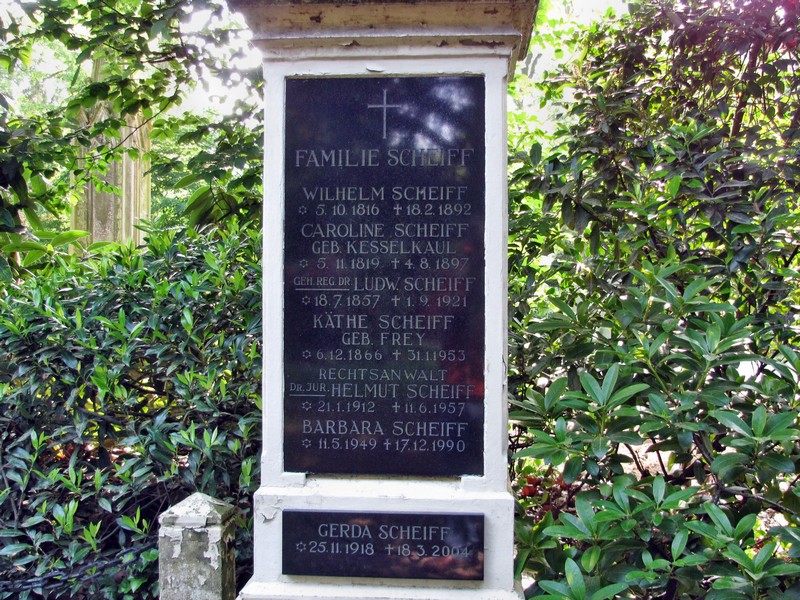 FAMILIE SCHEIFF
WILHELM SCHEIFF
✡ 5.10.1816 ✝ 18.2.1892
CAROLINE SCHEIFF
GEB. KESSELKAUL
✡ 5.11.1819 ✝ 4.8.1897
GEH. REG. DR. LUDW. SCHEIFF
✡ 18.7.1857 ✝ 1.9.1921
KÄTHE SCHEIFF
GEB. FREY
✡ 6.12.1866 ✝ 31.1.1953
RECHTSANWALT
DR. JUR. HELMUT SCHEIFF
✡ 21.1.1912 ✝ 11.6.1957
BARBARA SCHEIFF
✡ 11.5.1949 ✝ 17.12.1990
GERDA SCHEIFF
✡ 25.11.1918 ✝ 18.3.2004